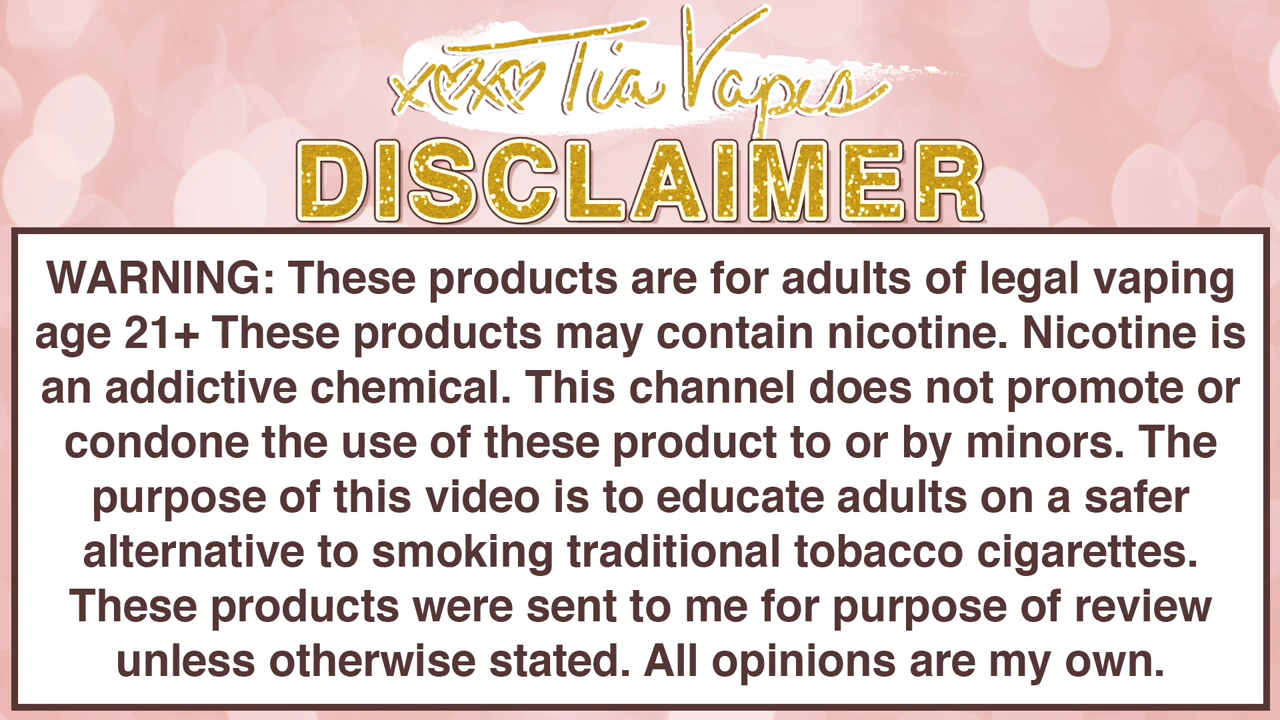 xoxo Tia Vapes
DISCLAIMER
WARNING: These products are for adults of legal vaping
age 21+ These products may contain nicotine. Nicotine is
an addictive chemical. This channel does not promote or
condone the use of these product to or by minors. The
purpose of this video is to educate adults on a safer
alternative to smoking traditional tobacco cigarettes.
These products were sent to me for purpose of review
unless otherwise stated. All opinions are my own.